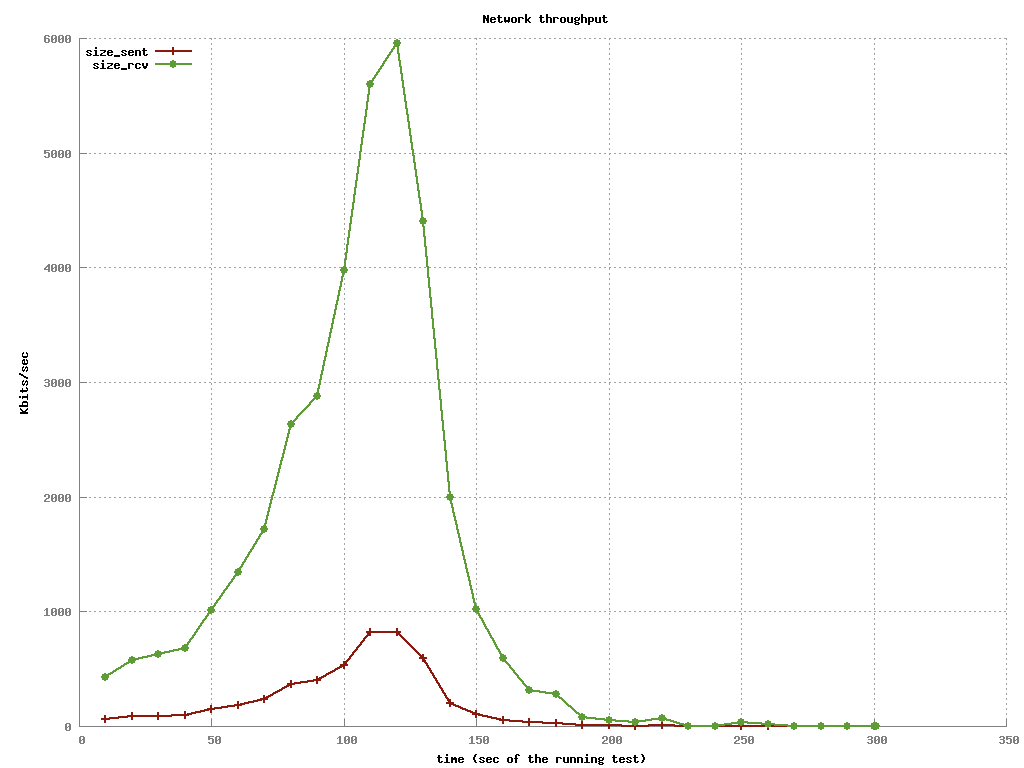 Network throughput
size_sent
size_rcv
6000
5000
4000
3000
2000
1000
0
Kbits/sec
0 50 100 150 200 250 300 350
time (sec of the running test)